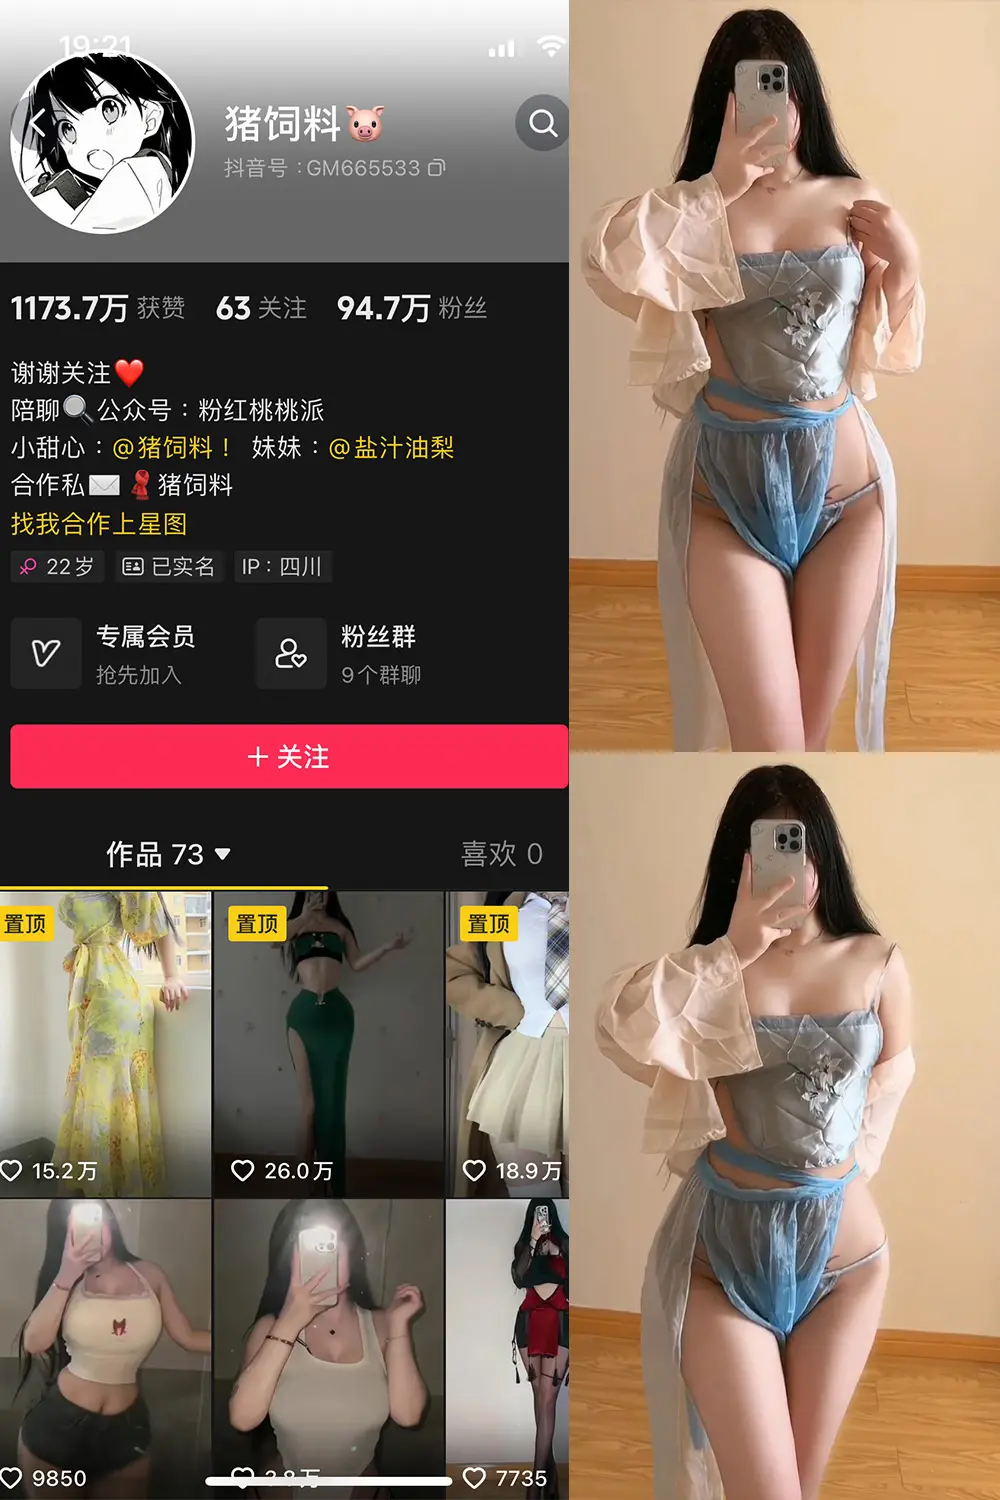 19:21
猪饲料🐷
抖音号：GM665533
1173.7万 获赞 63 关注 94.7万 粉丝
谢谢关注❤️
陪聊🔍公众号：粉红桃桃派
小甜心：@猪饲料！ 妹妹：@盐汁油梨
合作私✉️🧣猪饲料
找我合作上星图
♀ 22岁 已实名 IP：四川
专属会员 粉丝群
抢先加入 9个群聊
+ 关注
作品 73 ▼ 喜欢 0
置顶 置顶 置顶
15.2万 26.0万 18.9万
9850 3.8万 7735